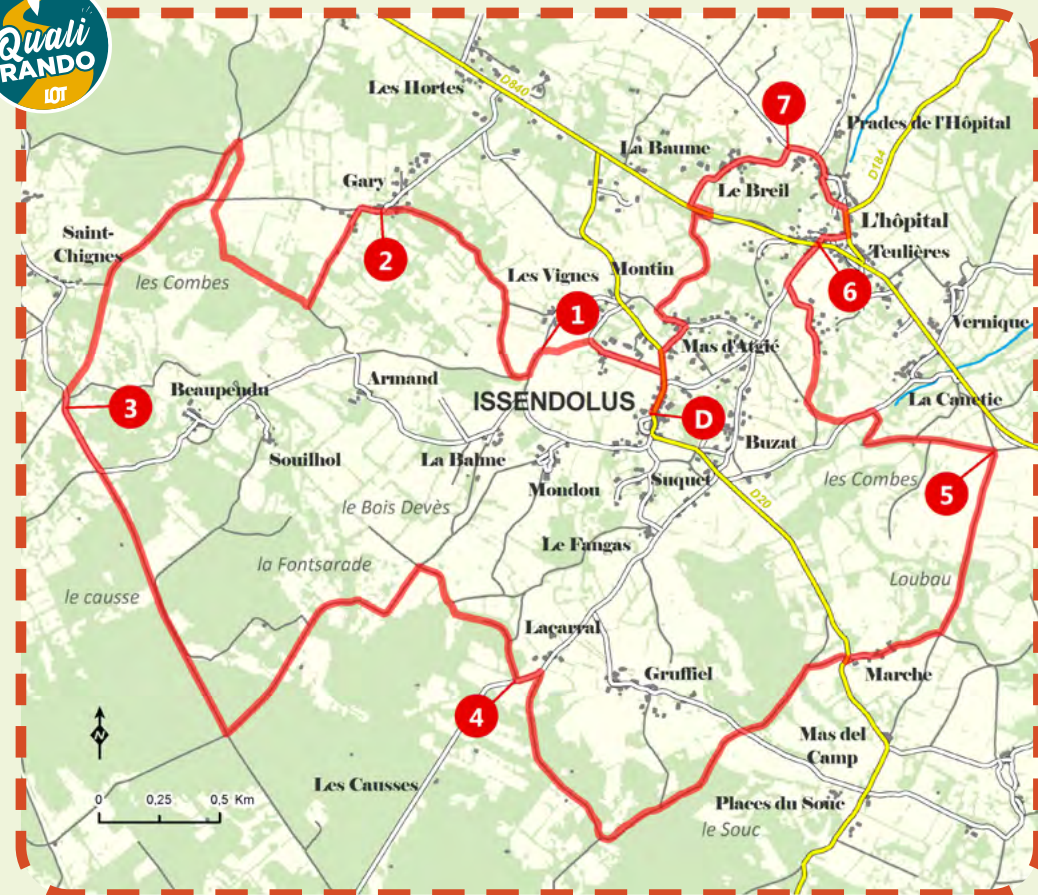 Quali
RANDO
LOT
D840
Les Hortes
7
Prades de l'Hôpital
La Baume
D184
Gary
Le Breil
L'hôpital
Saint-
Chignes
2
Teulières
les Combes
Les Vignes
Montin
6
1
Vernique
Mas d'Atgié
Armand
ISSENDOLUS
Beaupendu
La Canetie
3
D
Buzat
Souilhol
La Balme
Suquet
les Combes
Mondou
5
le Bois Devès
D20
Le Fangas
la Fontsarade
Loubau
le causse
Lacarral
Gruffiel
Marche
4
N
Mas del
Camp
Les Causses
0 0,25 0,5 Km
Places du Souc
le Souc